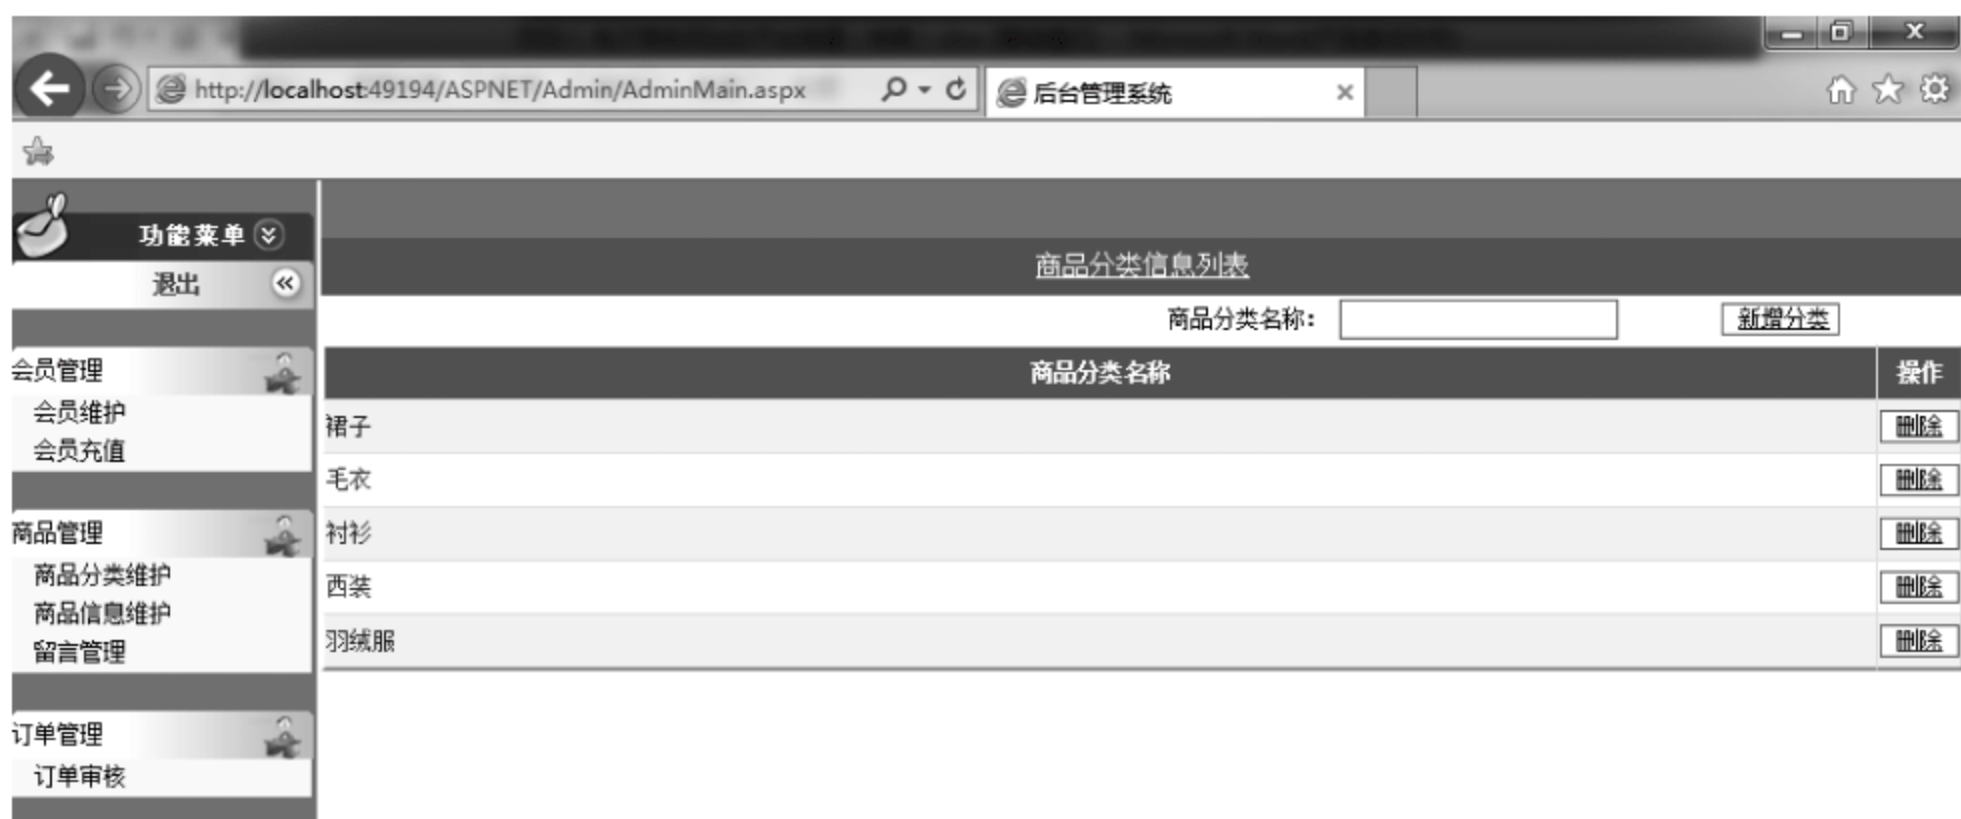 http://localhost:49194/ASPNET/Admin/AdminMain.aspx
后台管理系统
功能菜单
退出
会员管理
会员维护
会员充值
商品管理
商品分类维护
商品信息维护
留言管理
订单管理
订单审核
商品分类信息列表
商品分类名称： 新增分类
商品分类名称 操作
裙子 删除
毛衣 删除
衬衫 删除
西装 删除
羽绒服 删除